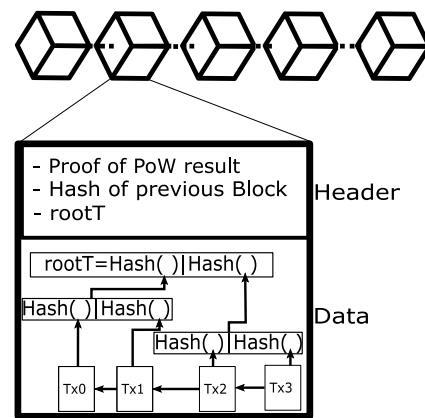 - Proof of PoW result
- Hash of previous Block
- rootT
Header
rootT=Hash( )|Hash( )
Hash( )|Hash( )
Data
Hash( )|Hash( )
Tx0
Tx1
Tx2
Tx3